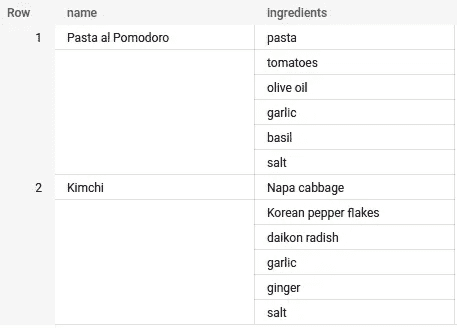 Row name ingredients
1 Pasta al Pomodoro pasta
tomatoes
olive oil
garlic
basil
salt
2 Kimchi Napa cabbage
Korean pepper flakes
daikon radish
garlic
ginger
salt